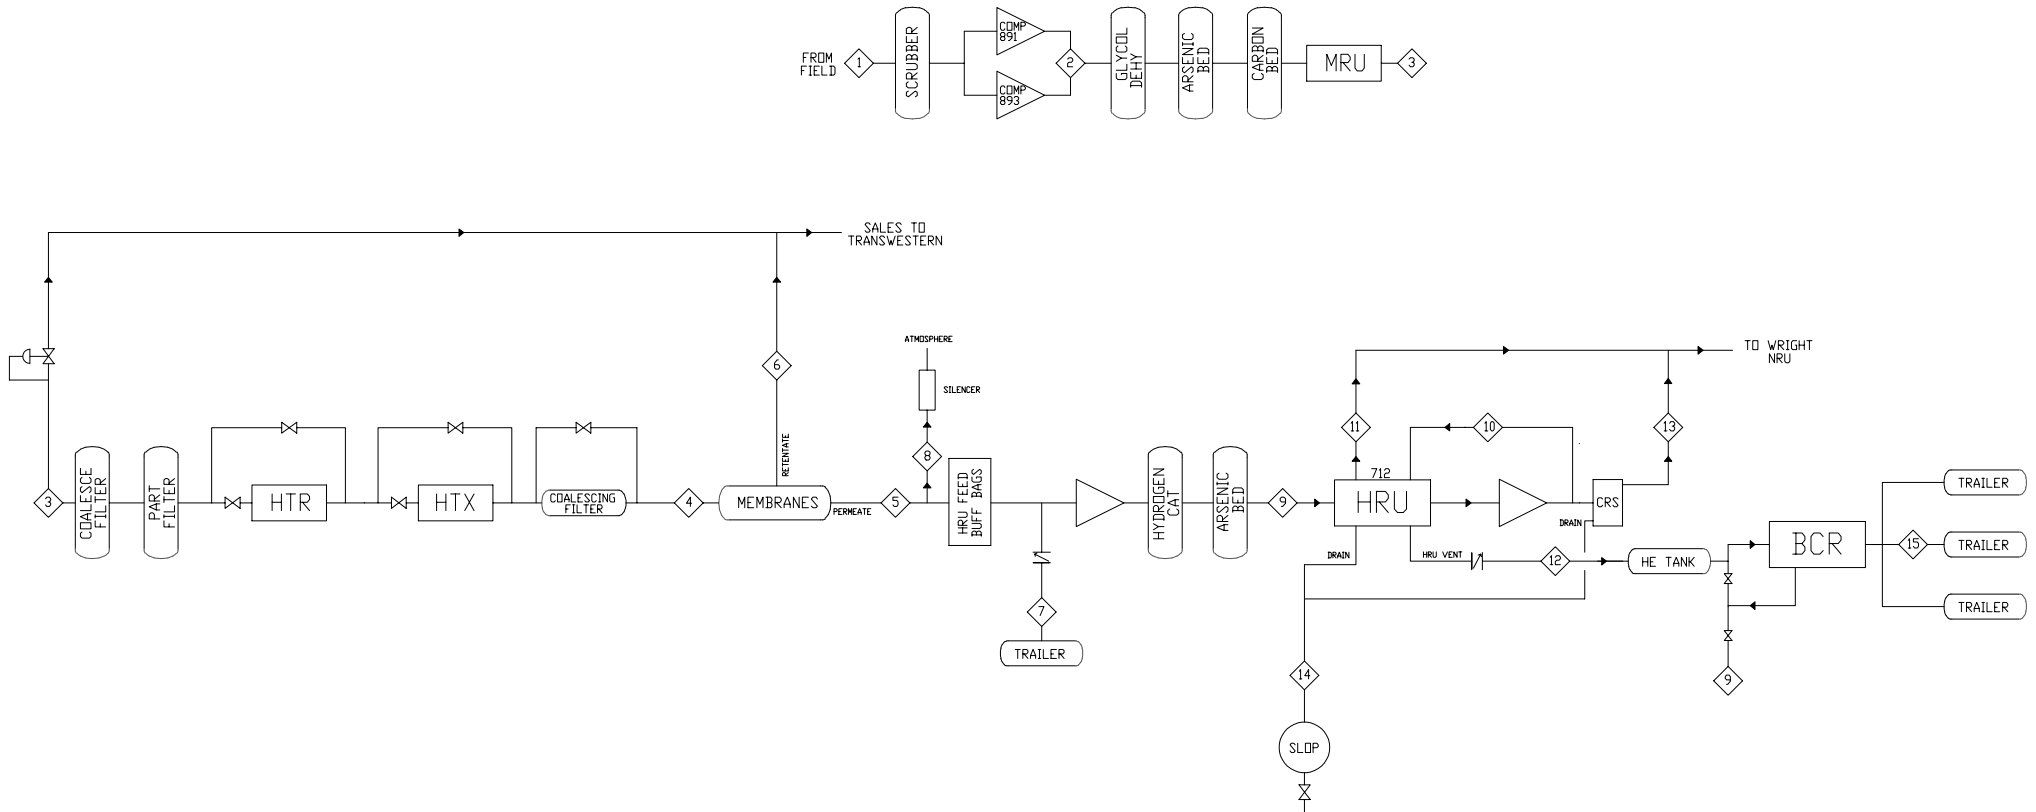 FROM
FIELD
1
SCRUBBER
COMP
891
COMP
893
2
GLYCOL
DEHY
ARSENIC
BED
CARBON
BED
MRU
3
SALES TO
TRANSWESTERN
6
RETENTATE
3
COALESCE
FILTER
PART
FILTER
HTR
HTX
COALESCING
FILTER
4
MEMBRANES
PERMEATE
5
ATMOSPHERE
SILENCER
8
HRU FEED
BUFF BAGS
7
TRAILER
HYDROGEN
CAT
ARSENIC
BED
9
TO WRIGHT
NRU
11
10
13
712
HRU
CRS
DRAIN
DRAIN
HRU VENT
12
HE TANK
BCR
15
TRAILER
TRAILER
TRAILER
9
14
SLOP